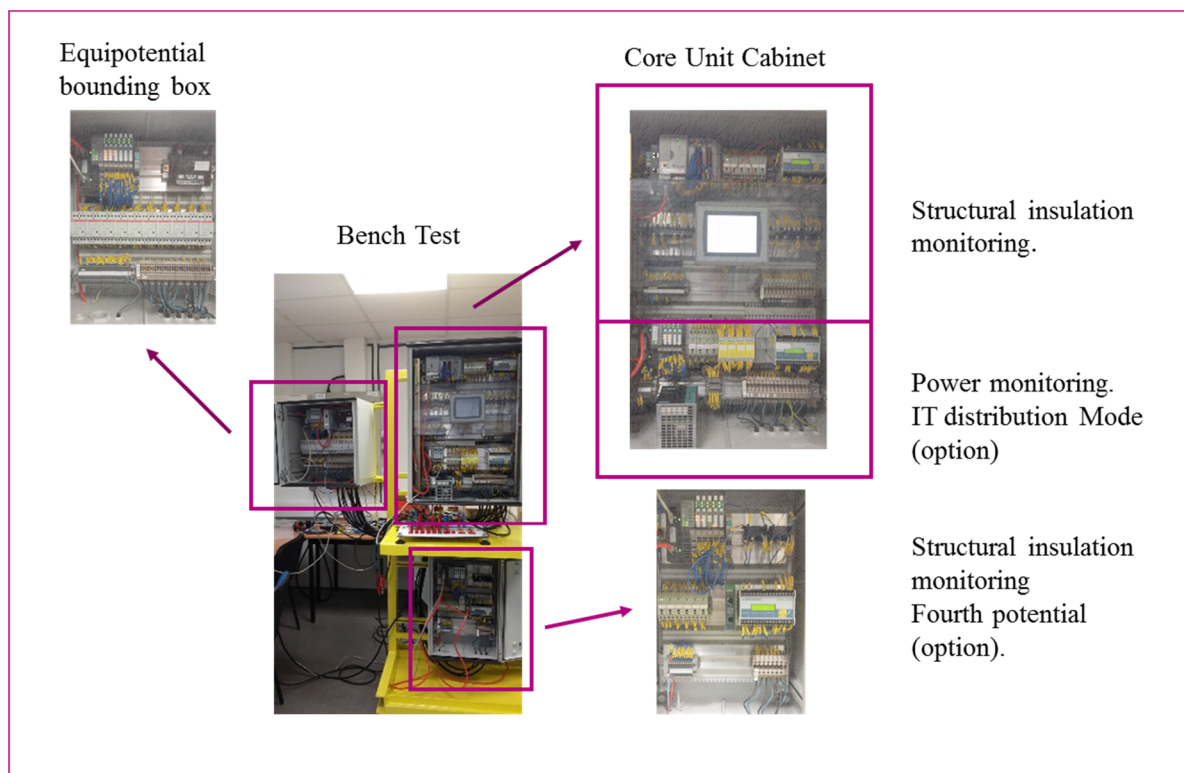 Equipotential
bounding box
Core Unit Cabinet
Bench Test
Structural insulation
monitoring.
Power monitoring.
IT distribution Mode
(option)
Structural insulation
monitoring
Fourth potential
(option).